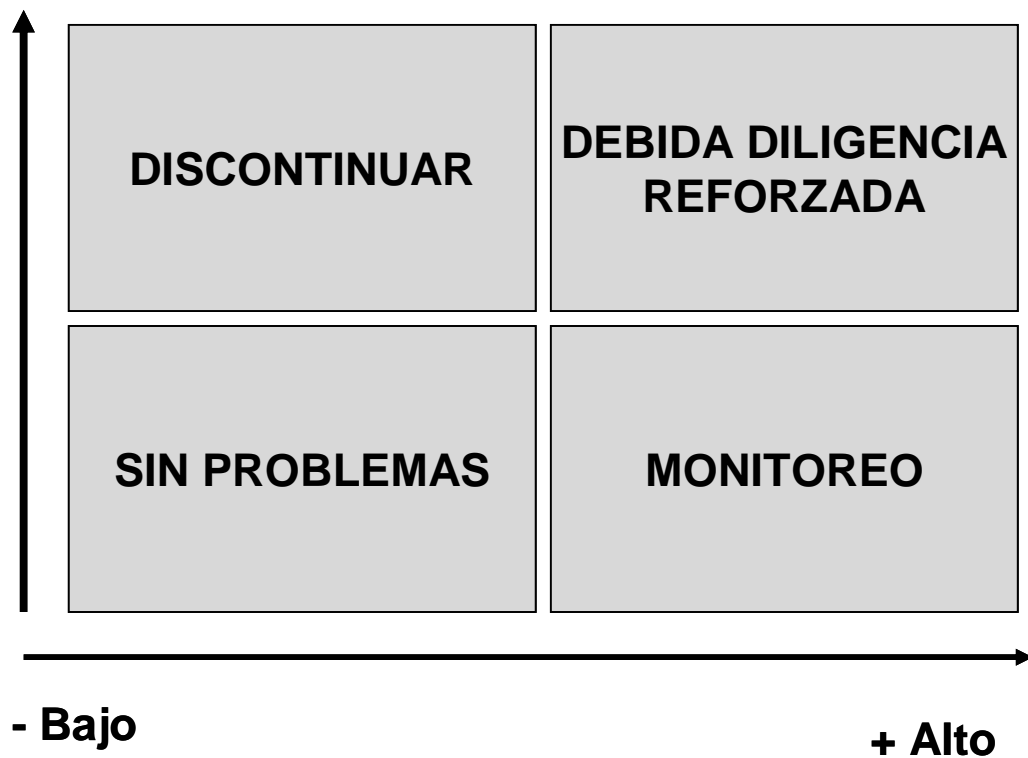 DISCONTINUAR
DEBIDA DILIGENCIA
REFORZADA
SIN PROBLEMAS
MONITOREO
- Bajo
+ Alto